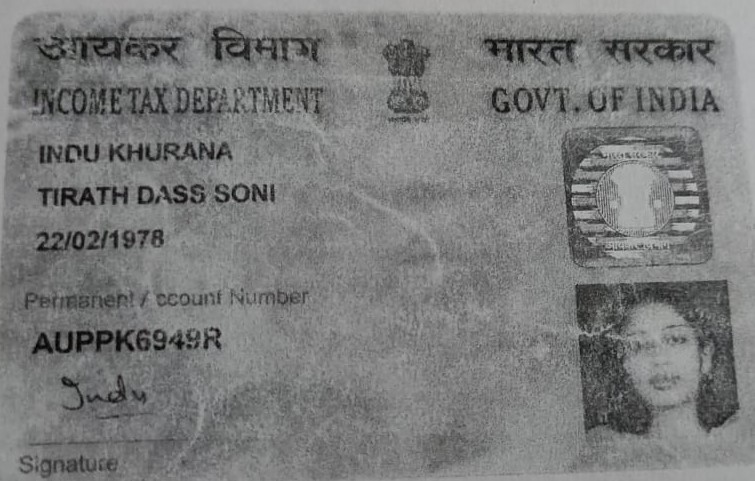 आयकर विभाग
भारत सरकार
INCOME TAX DEPARTMENT
GOVT. OF INDIA
INDU KHURANA
TIRATH DASS SONI
22/02/1978
Permanent Account Number
AUPPK6949R
Indu
Signature